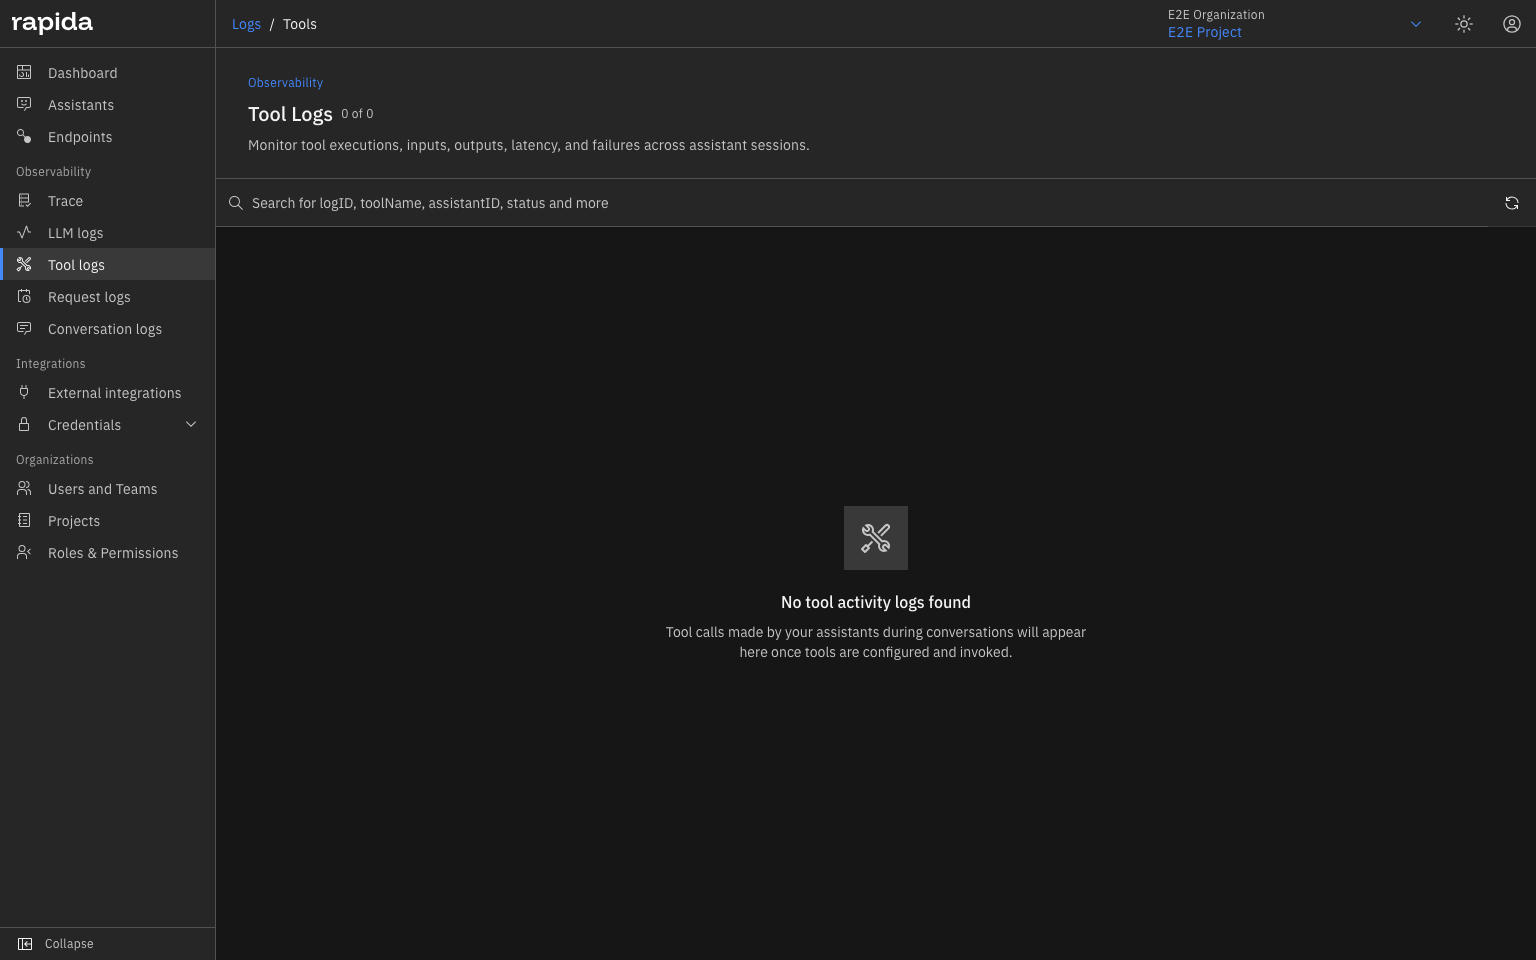 rapida
Logs / Tools
E2E Organization
E2E Project
Dashboard
Assistants
Endpoints
Observability
Trace
LLM logs
Tool logs
Request logs
Conversation logs
Integrations
External integrations
Credentials
Organizations
Users and Teams
Projects
Roles & Permissions
Collapse
Observability
Tool Logs 0 of 0
Monitor tool executions, inputs, outputs, latency, and failures across assistant sessions.
Search for logID, toolName, assistantID, status and more
No tool activity logs found
Tool calls made by your assistants during conversations will appear
here once tools are configured and invoked.